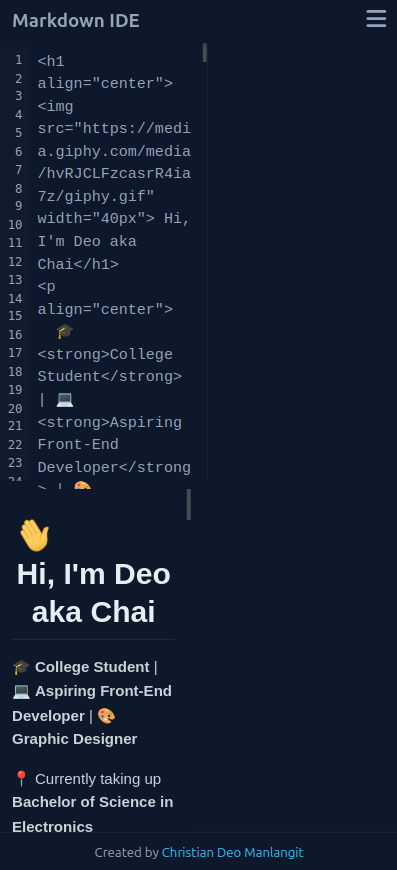 Markdown IDE
1 <h1
2 align="center">
3 <img
4 src="https://medi
5 a.giphy.com/media
6 /hvRJCLFzcasrR4ia
7 7z/giphy.gif"
8 width="40px"> Hi,
9 I'm Deo aka
10 Chai</h1>
11 <p
12 align="center">
13 🎓
14 <strong>College
15 Student</strong>
16 | 💻
17 <strong>Aspiring
18 Front-End
19 Developer</strong
20 > | 🎨
21
22
23
24
👋
Hi, I'm Deo
aka Chai
🎓 College Student |
💻 Aspiring Front-End
Developer | 🎨
Graphic Designer
📍 Currently taking up
Bachelor of Science in
Electronics
Created by Christian Deo Manlangit